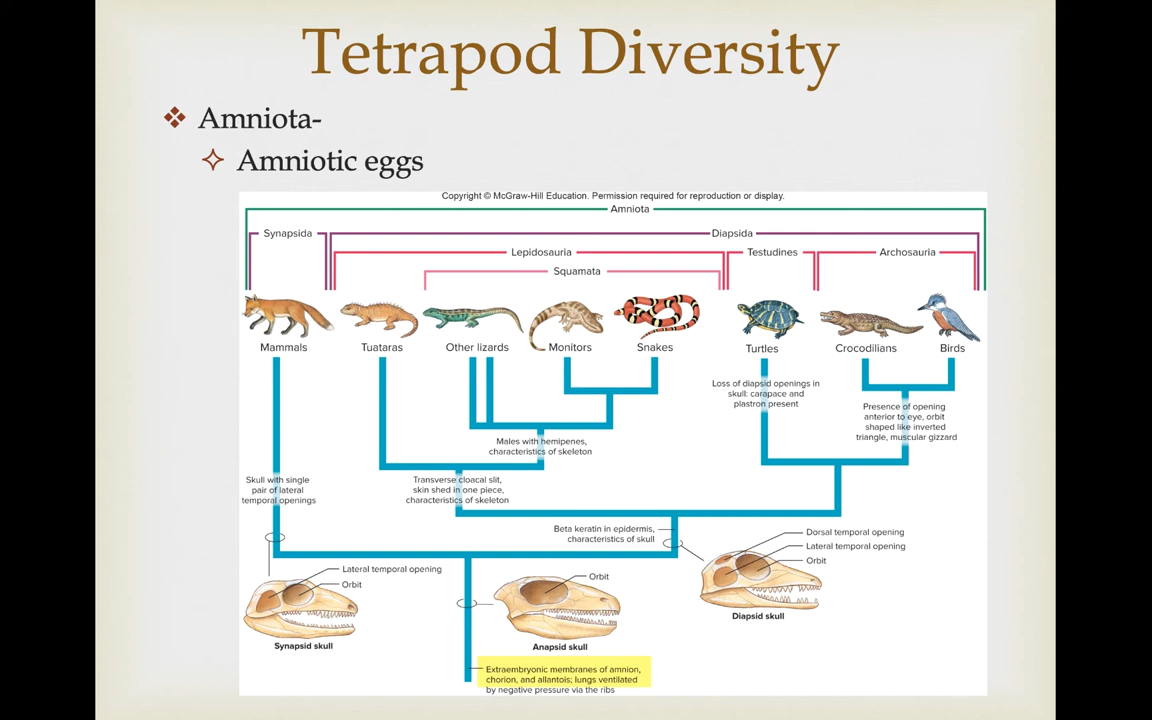 Tetrapod Diversity
Amniota-
Amniotic eggs
Copyright © McGraw-Hill Education. Permission required for reproduction or display.
Amniota
Synapsida
Diapsida
Lepidosauria
Testudines
Archosauria
Squamata
Mammals
Tuataras
Other lizards
Monitors
Snakes
Turtles
Crocodilians
Birds
Loss of diapsid openings in
skull: carapace and
plastron present
Presence of opening
anterior to eye, orbit
shaped like inverted
triangle, muscular gizzard
Males with hemipenes,
characteristics of skeleton
Skull with single
pair of lateral
temporal openings
Transverse cloacal slit,
skin shed in one piece,
characteristics of skeleton
Beta keratin in epidermis,
characteristics of skull
Dorsal temporal opening
Lateral temporal opening
Orbit
Diapsid skull
Lateral temporal opening
Orbit
Synapsid skull
Orbit
Anapsid skull
Extraembryonic membranes of amnion,
chorion, and allantois; lungs ventilated
by negative pressure via the ribs